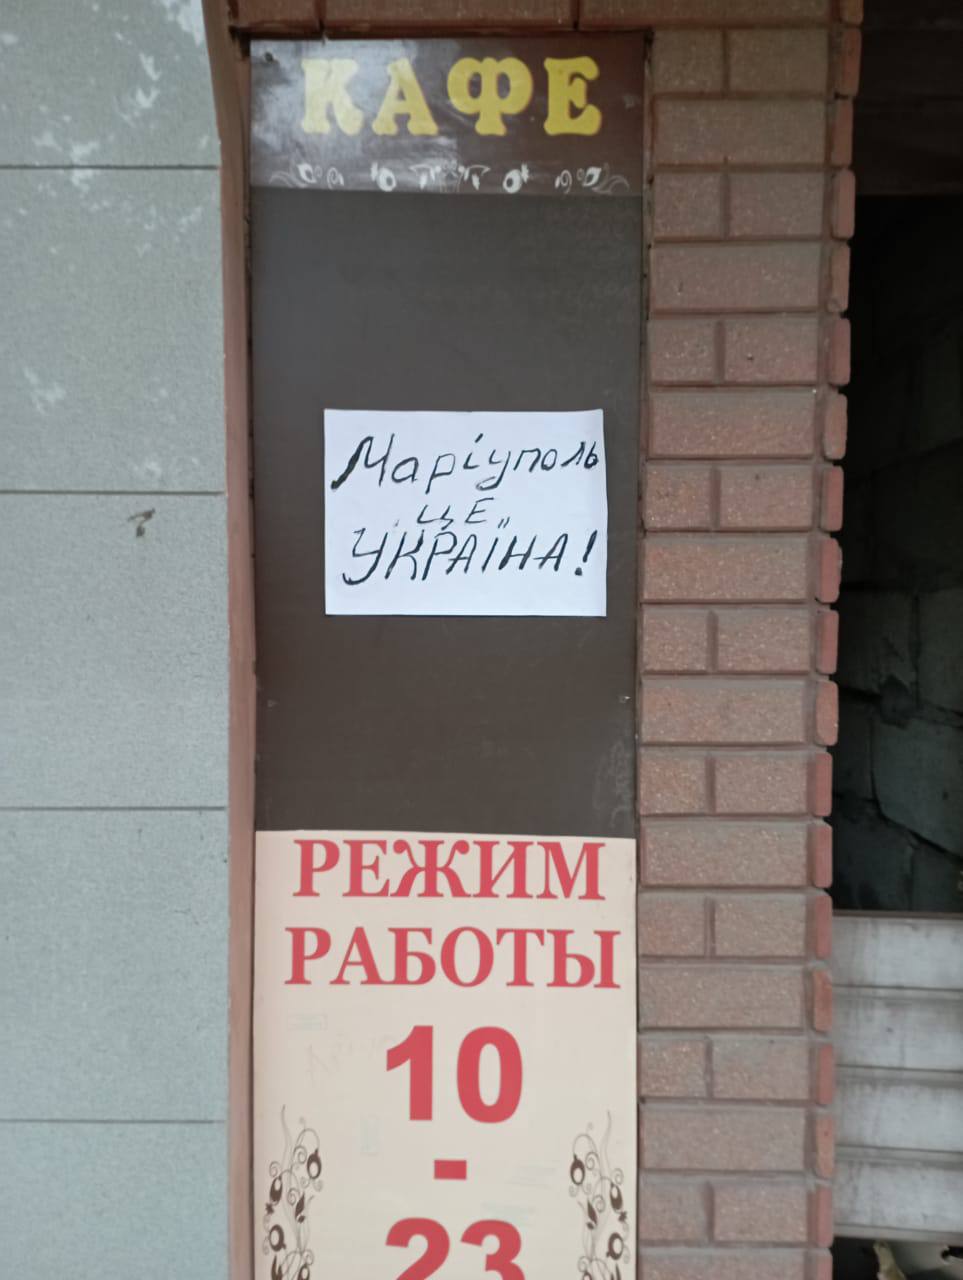 КАФЕ
Маріуполь
ЦЕ
УКРАЇНА!
РЕЖИМ
РАБОТЫ
10
-
23